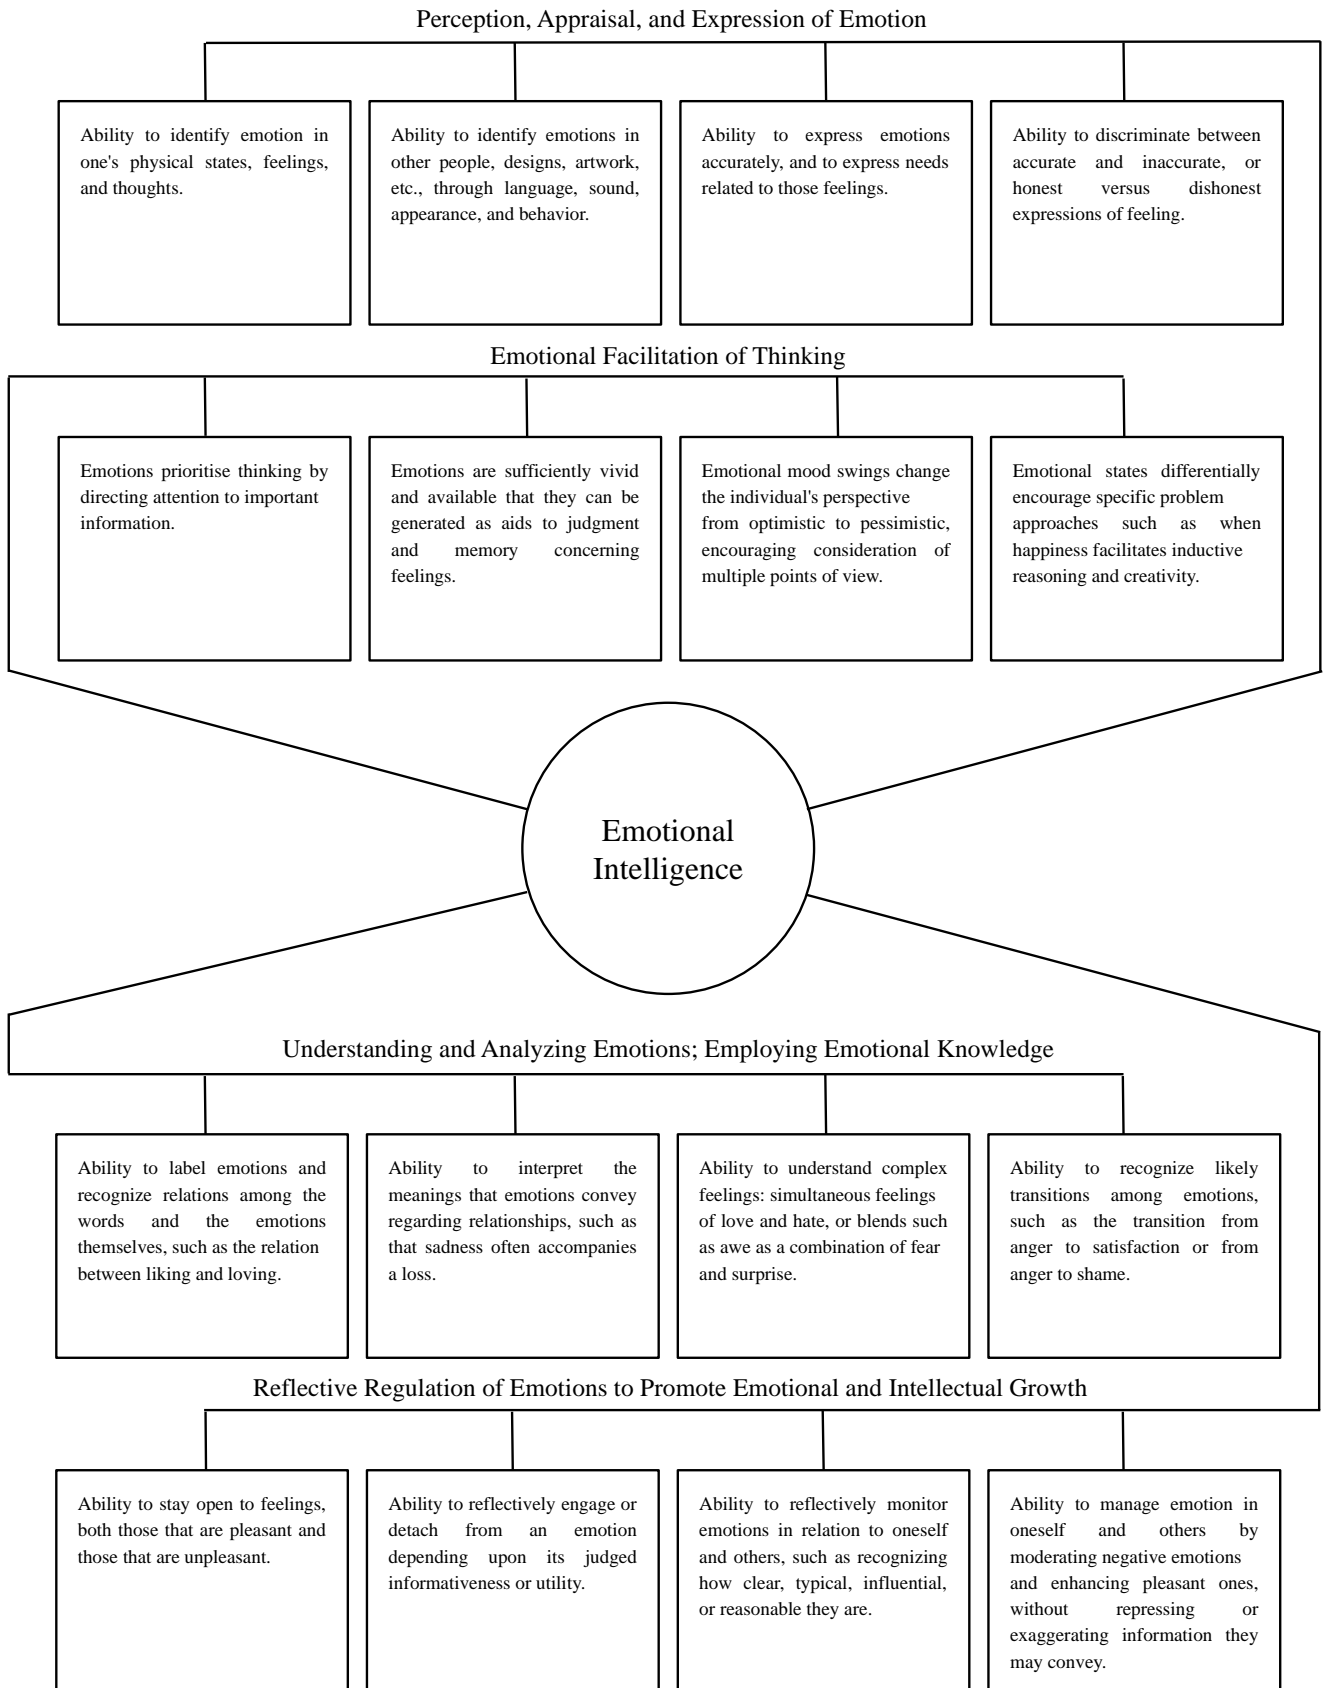 Perception, Appraisal, and Expression of Emotion
Ability to identify emotion in
one's physical states, feelings,
and thoughts.
Ability to identify emotions in
other people, designs, artwork,
etc., through language, sound,
appearance, and behavior.
Ability to express emotions
accurately, and to express needs
related to those feelings.
Ability to discriminate between
accurate and inaccurate, or
honest versus dishonest
expressions of feeling.
Emotional Facilitation of Thinking
Emotions prioritise thinking by
directing attention to important
information.
Emotions are sufficiently vivid
and available that they can be
generated as aids to judgment
and memory concerning
feelings.
Emotional mood swings change
the individual's perspective
from optimistic to pessimistic,
encouraging consideration of
multiple points of view.
Emotional states differentially
encourage specific problem
approaches such as when
happiness facilitates inductive
reasoning and creativity.
Emotional
Intelligence
Understanding and Analyzing Emotions; Employing Emotional Knowledge
Ability to label emotions and
recognize relations among the
words and the emotions
themselves, such as the relation
between liking and loving.
Ability to interpret the
meanings that emotions convey
regarding relationships, such as
that sadness often accompanies
a loss.
Ability to understand complex
feelings: simultaneous feelings
of love and hate, or blends such
as awe as a combination of fear
and surprise.
Ability to recognize likely
transitions among emotions,
such as the transition from
anger to satisfaction or from
anger to shame.
Reflective Regulation of Emotions to Promote Emotional and Intellectual Growth
Ability to stay open to feelings,
both those that are pleasant and
those that are unpleasant.
Ability to reflectively engage or
detach from an emotion
depending upon its judged
informativeness or utility.
Ability to reflectively monitor
emotions in relation to oneself
and others, such as recognizing
how clear, typical, influential,
or reasonable they are.
Ability to manage emotion in
oneself and others by
moderating negative emotions
and enhancing pleasant ones,
without repressing or
exaggerating information they
may convey.